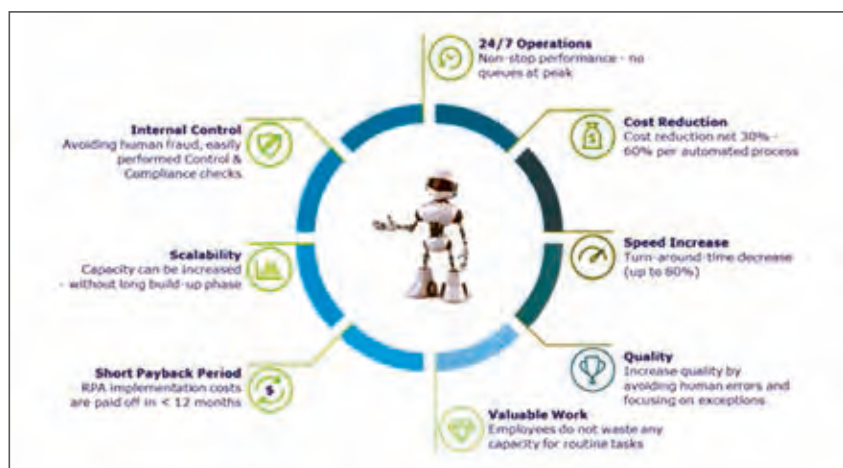 24/7 Operations
Non-stop performance - no
queues at peak
Cost Reduction
Cost reduction net 30% -
60% per automated process
Speed Increase
Turn-around-time decrease
(up to 80%)
Quality
Increase quality by
avoiding human errors and
focusing on exceptions
Valuable Work
Employees do not waste any
capacity for routine tasks
Short Payback Period
RPA implementation costs
are paid off in < 12 months
Scalability
Capacity can be increased
- without long build-up phase
Internal Control
Avoiding human fraud, easily
performed Control &
Compliance checks